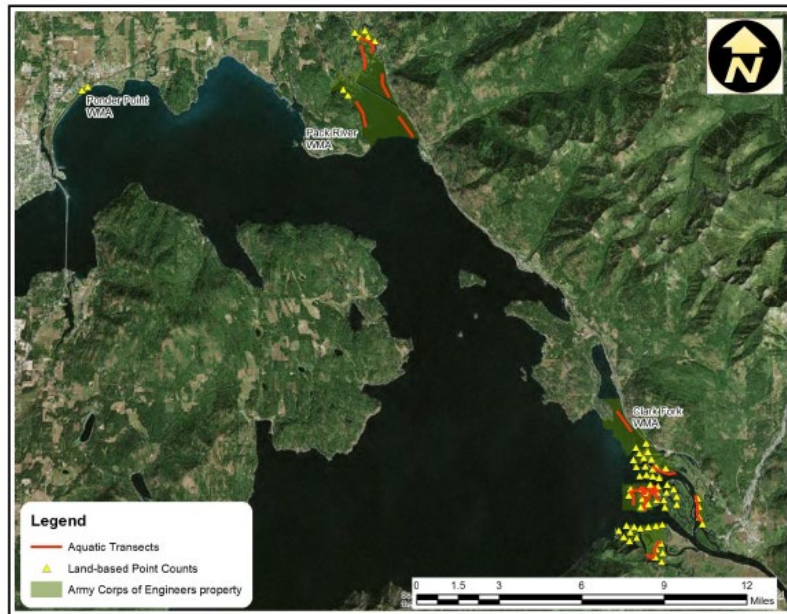 N
Ponder Point
WMA
Pack River
WMA
Clark Fork
WMA
Legend
Aquatic Transects
Land-based Point Counts
Army Corps of Engineers property
0 1.5 3 6 9 12
Miles